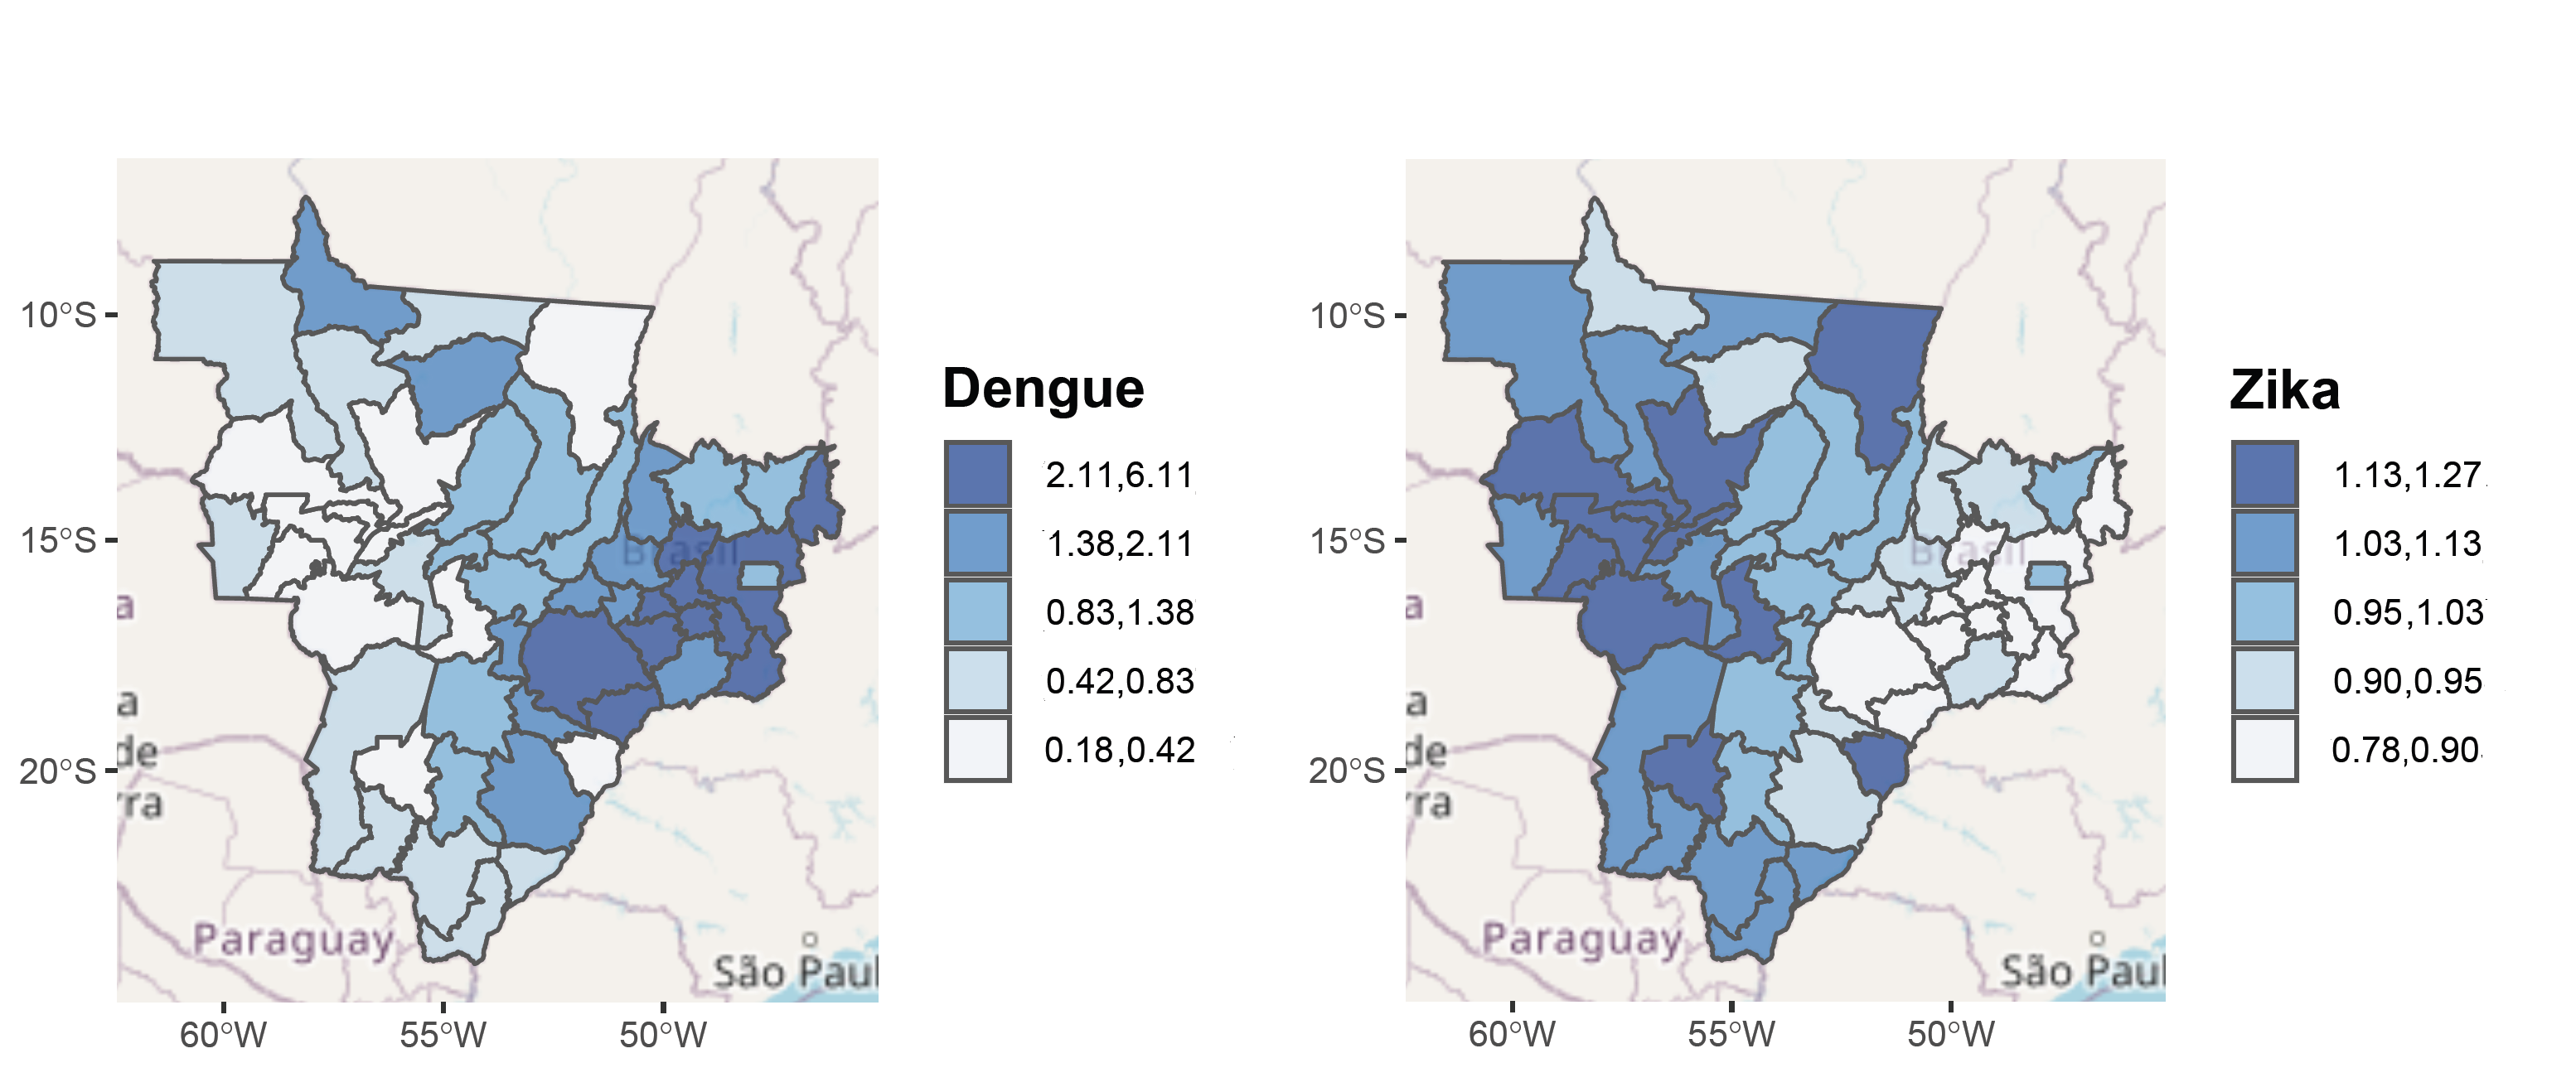 Dengue
2.11,6.11
1.38,2.11
0.83,1.38
0.42,0.83
0.18,0.42
10°S
15°S
20°S
60°W
55°W
50°W
Brasil
a
a
de
rra
Paraguay
São Paul
Zika
1.13,1.27
1.03,1.13
0.95,1.03
0.90,0.95
0.78,0.90
10°S
15°S
20°S
60°W
55°W
50°W
Brasil
a
a
de
rra
Paraguay
São Paul